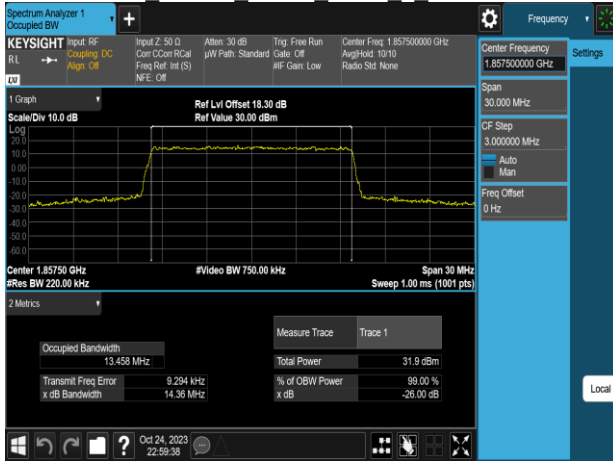 Spectrum Analyzer 1
Occupied BW
+
Frequency
KEYSIGHT
RL
LXI
Input: RF
Coupling: DC
Align: Off
Input Z: 50 Ω
Corr CCorr RCal
Freq Ref: Int (S)
NFE: Off
Atten: 30 dB
µW Path: Standard
Trig: Free Run
Gate: Off
#IF Gain: Low
Center Freq: 1.857500000 GHz
Avg|Hold: 10/10
Radio Std: None
Center Frequency
1.857500000 GHz
Settings
Span
30.000 MHz
CF Step
3.000000 MHz
Auto
Man
Freq Offset
0 Hz
Local
1 Graph
Scale/Div 10.0 dB
Ref Lvl Offset 18.30 dB
Ref Value 30.00 dBm
Log
20.0
10.0
0.00
-10.0
-20.0
-30.0
-40.0
-50.0
-60.0
Center 1.85750 GHz
#Res BW 220.00 kHz
#Video BW 750.00 kHz
Span 30 MHz
Sweep 1.00 ms (1001 pts)
2 Metrics
Measure Trace Trace 1
Occupied Bandwidth
13.458 MHz
Total Power 31.9 dBm
Transmit Freq Error 9.294 kHz
% of OBW Power 99.00 %
x dB Bandwidth 14.36 MHz
x dB -26.00 dB
?
Oct 24, 2023
22:59:38